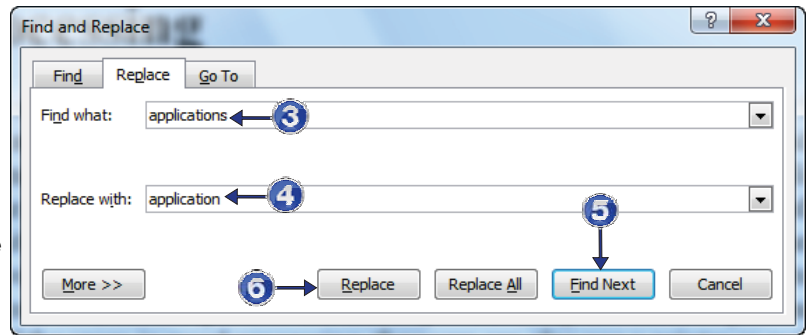 Find and Replace
Find Replace Go To
Find what: applications 3
Replace with: application 4
5
More >> 6 Replace Replace All Find Next Cancel